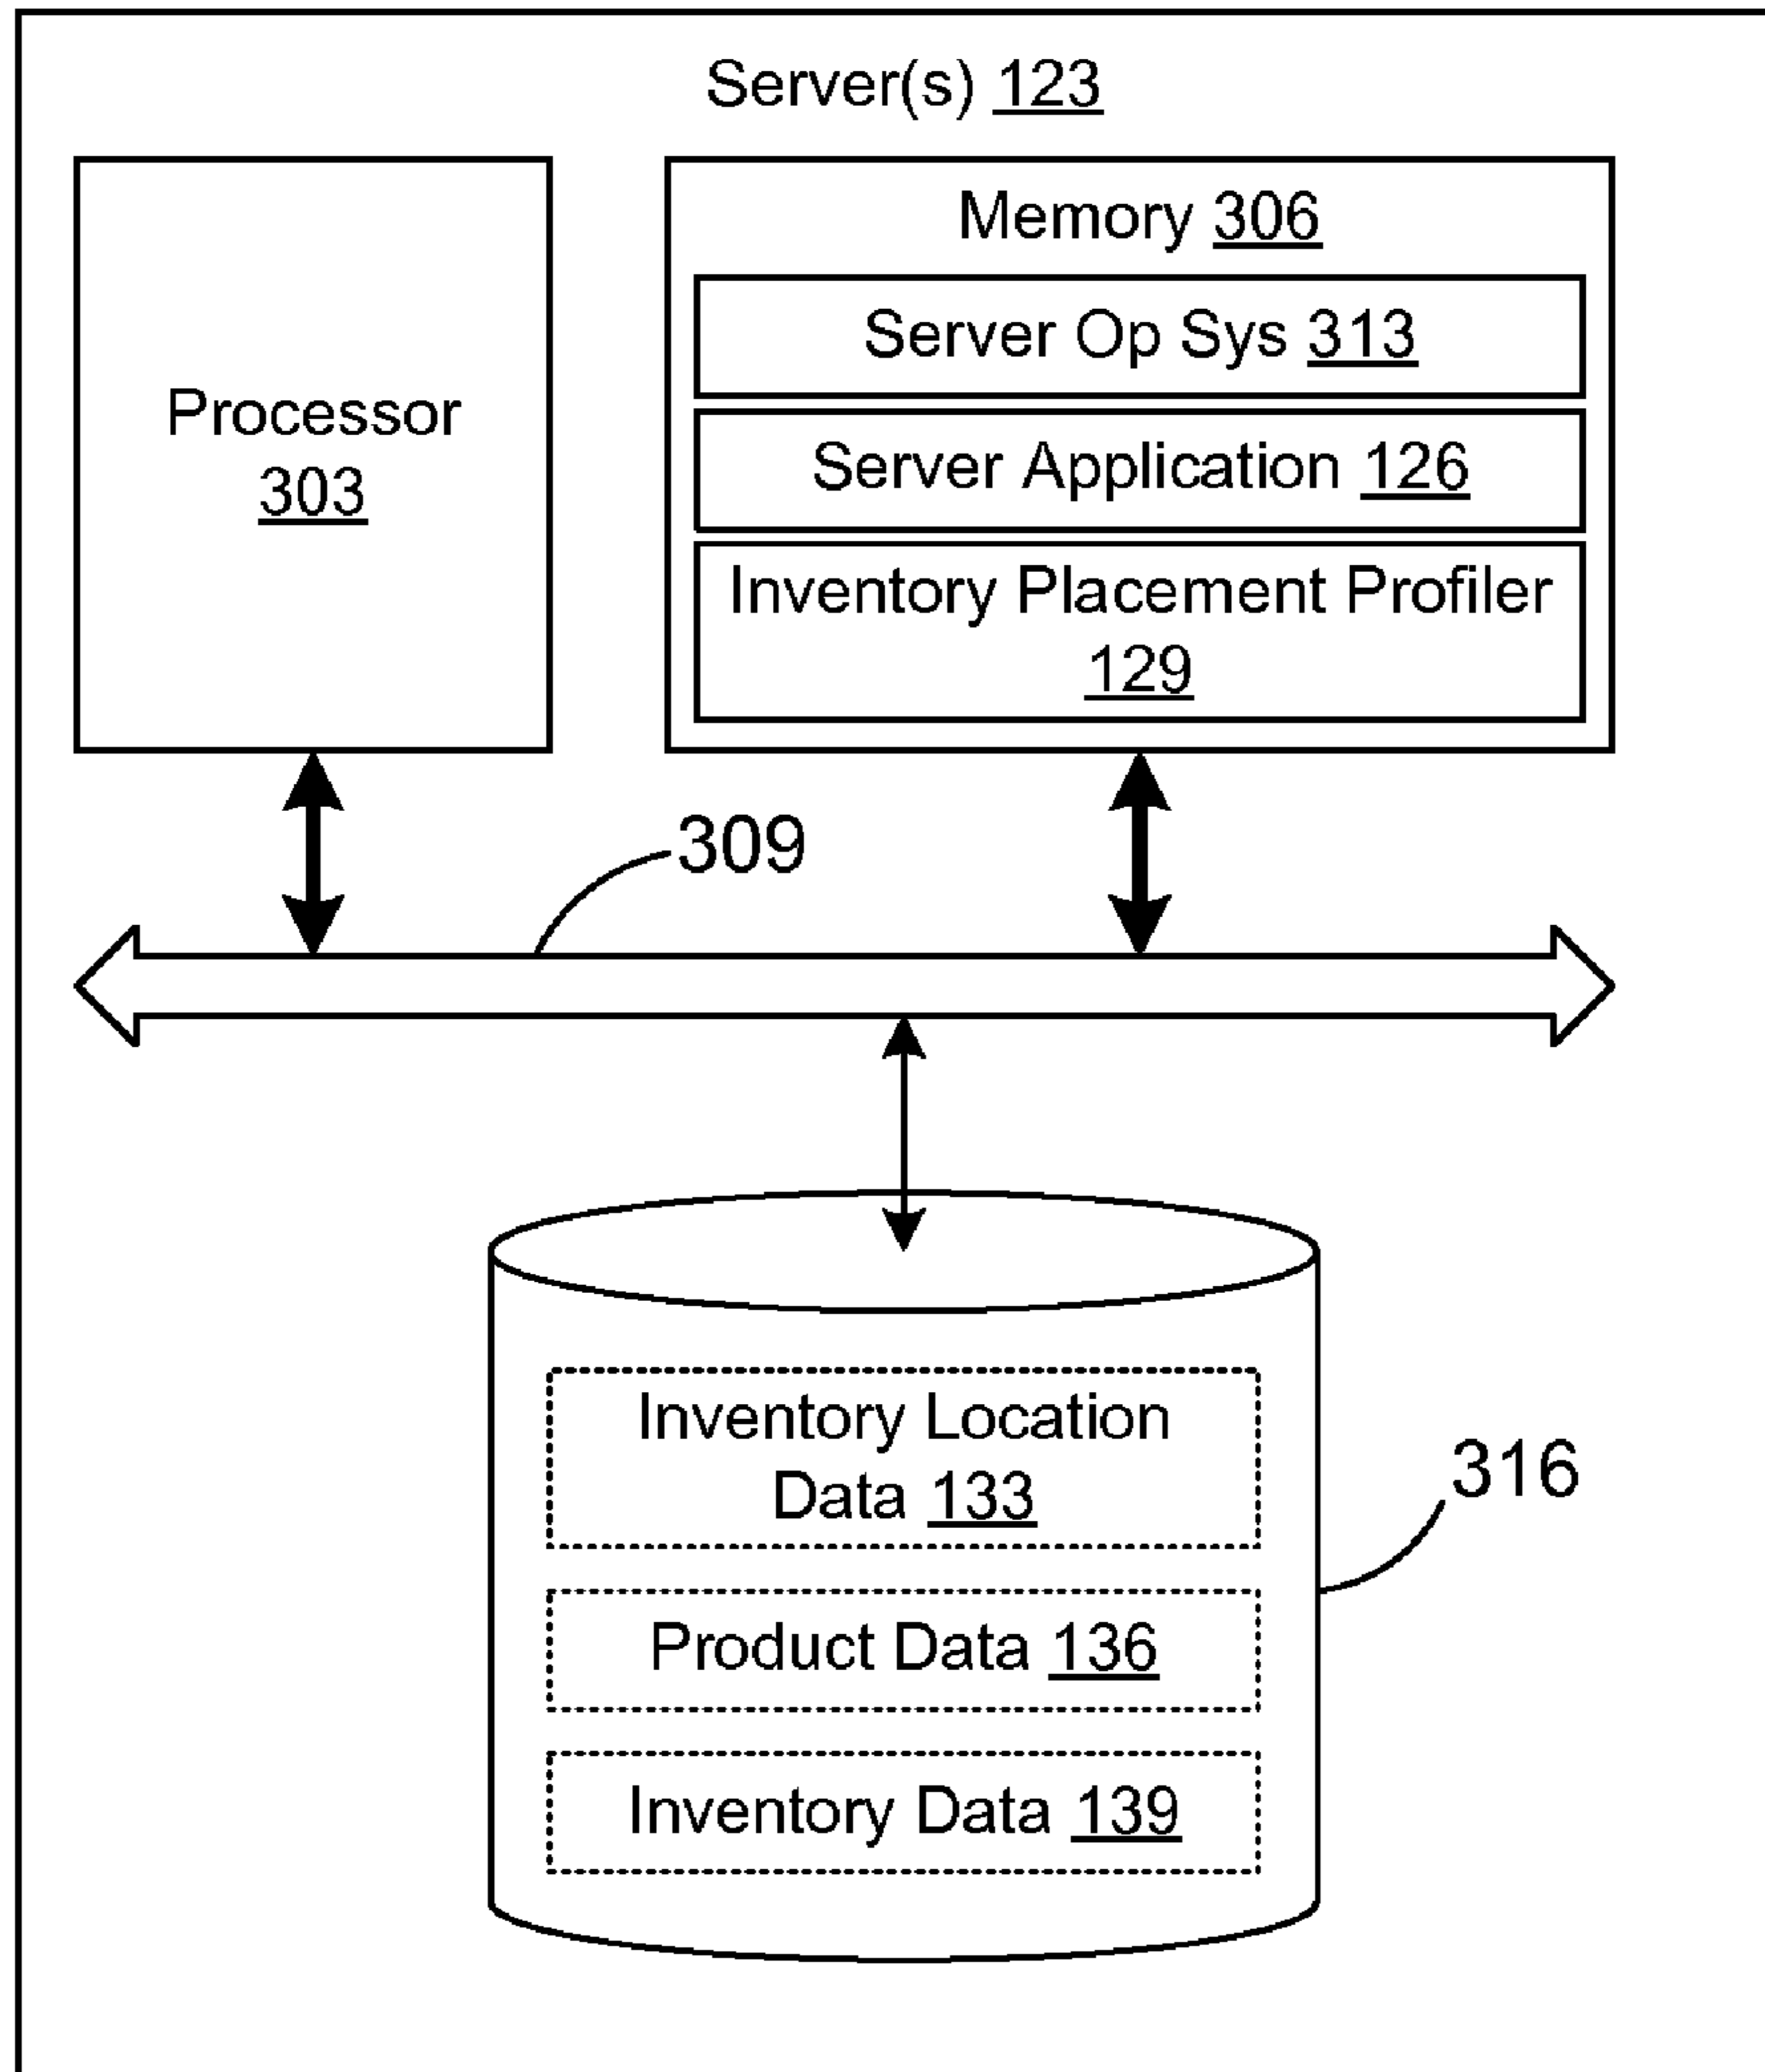 Server(s) 123
Processor
303
Memory 306
Server Op Sys 313
Server Application 126
Inventory Placement Profiler
129
309
Inventory Location
Data 133
316
Product Data 136
Inventory Data 139